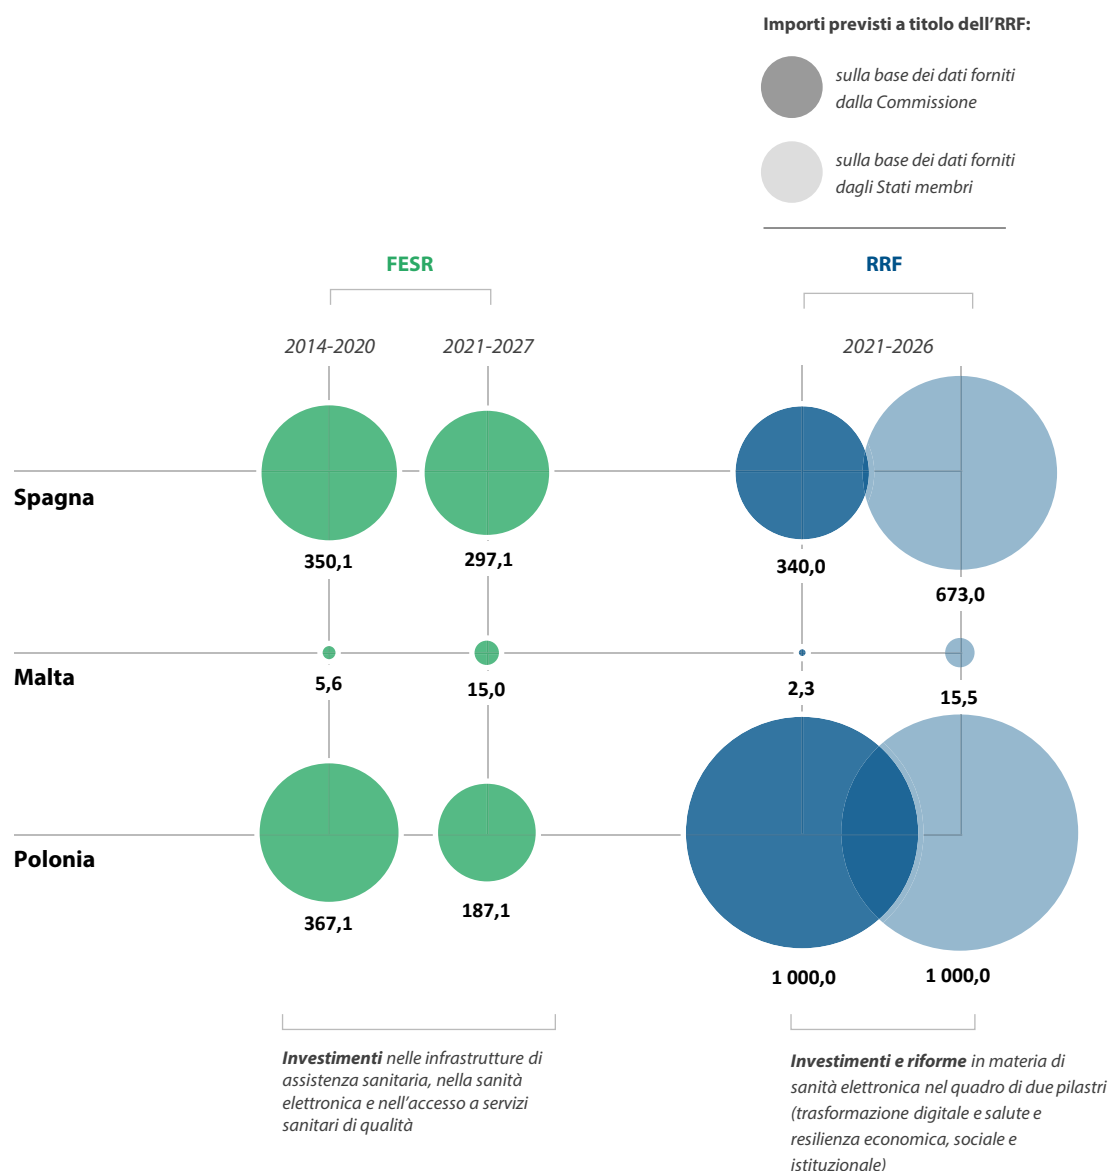 Importi previsti a titolo dell'RRF:
sulla base dei dati forniti
dalla Commissione
sulla base dei dati forniti
dagli Stati membri
FESR
RRF
2014-2020
2021-2027
2021-2026
Spagna
350,1
297,1
340,0
673,0
Malta
5,6
15,0
2,3
15,5
Polonia
367,1
187,1
1 000,0
1 000,0
Investimenti nelle infrastrutture di
assistenza sanitaria, nella sanità
elettronica e nell'accesso a servizi
sanitari di qualità
Investimenti e riforme in materia di
sanità elettronica nel quadro di due pilastri
(trasformazione digitale e salute e
resilienza economica, sociale e
istituzionale)